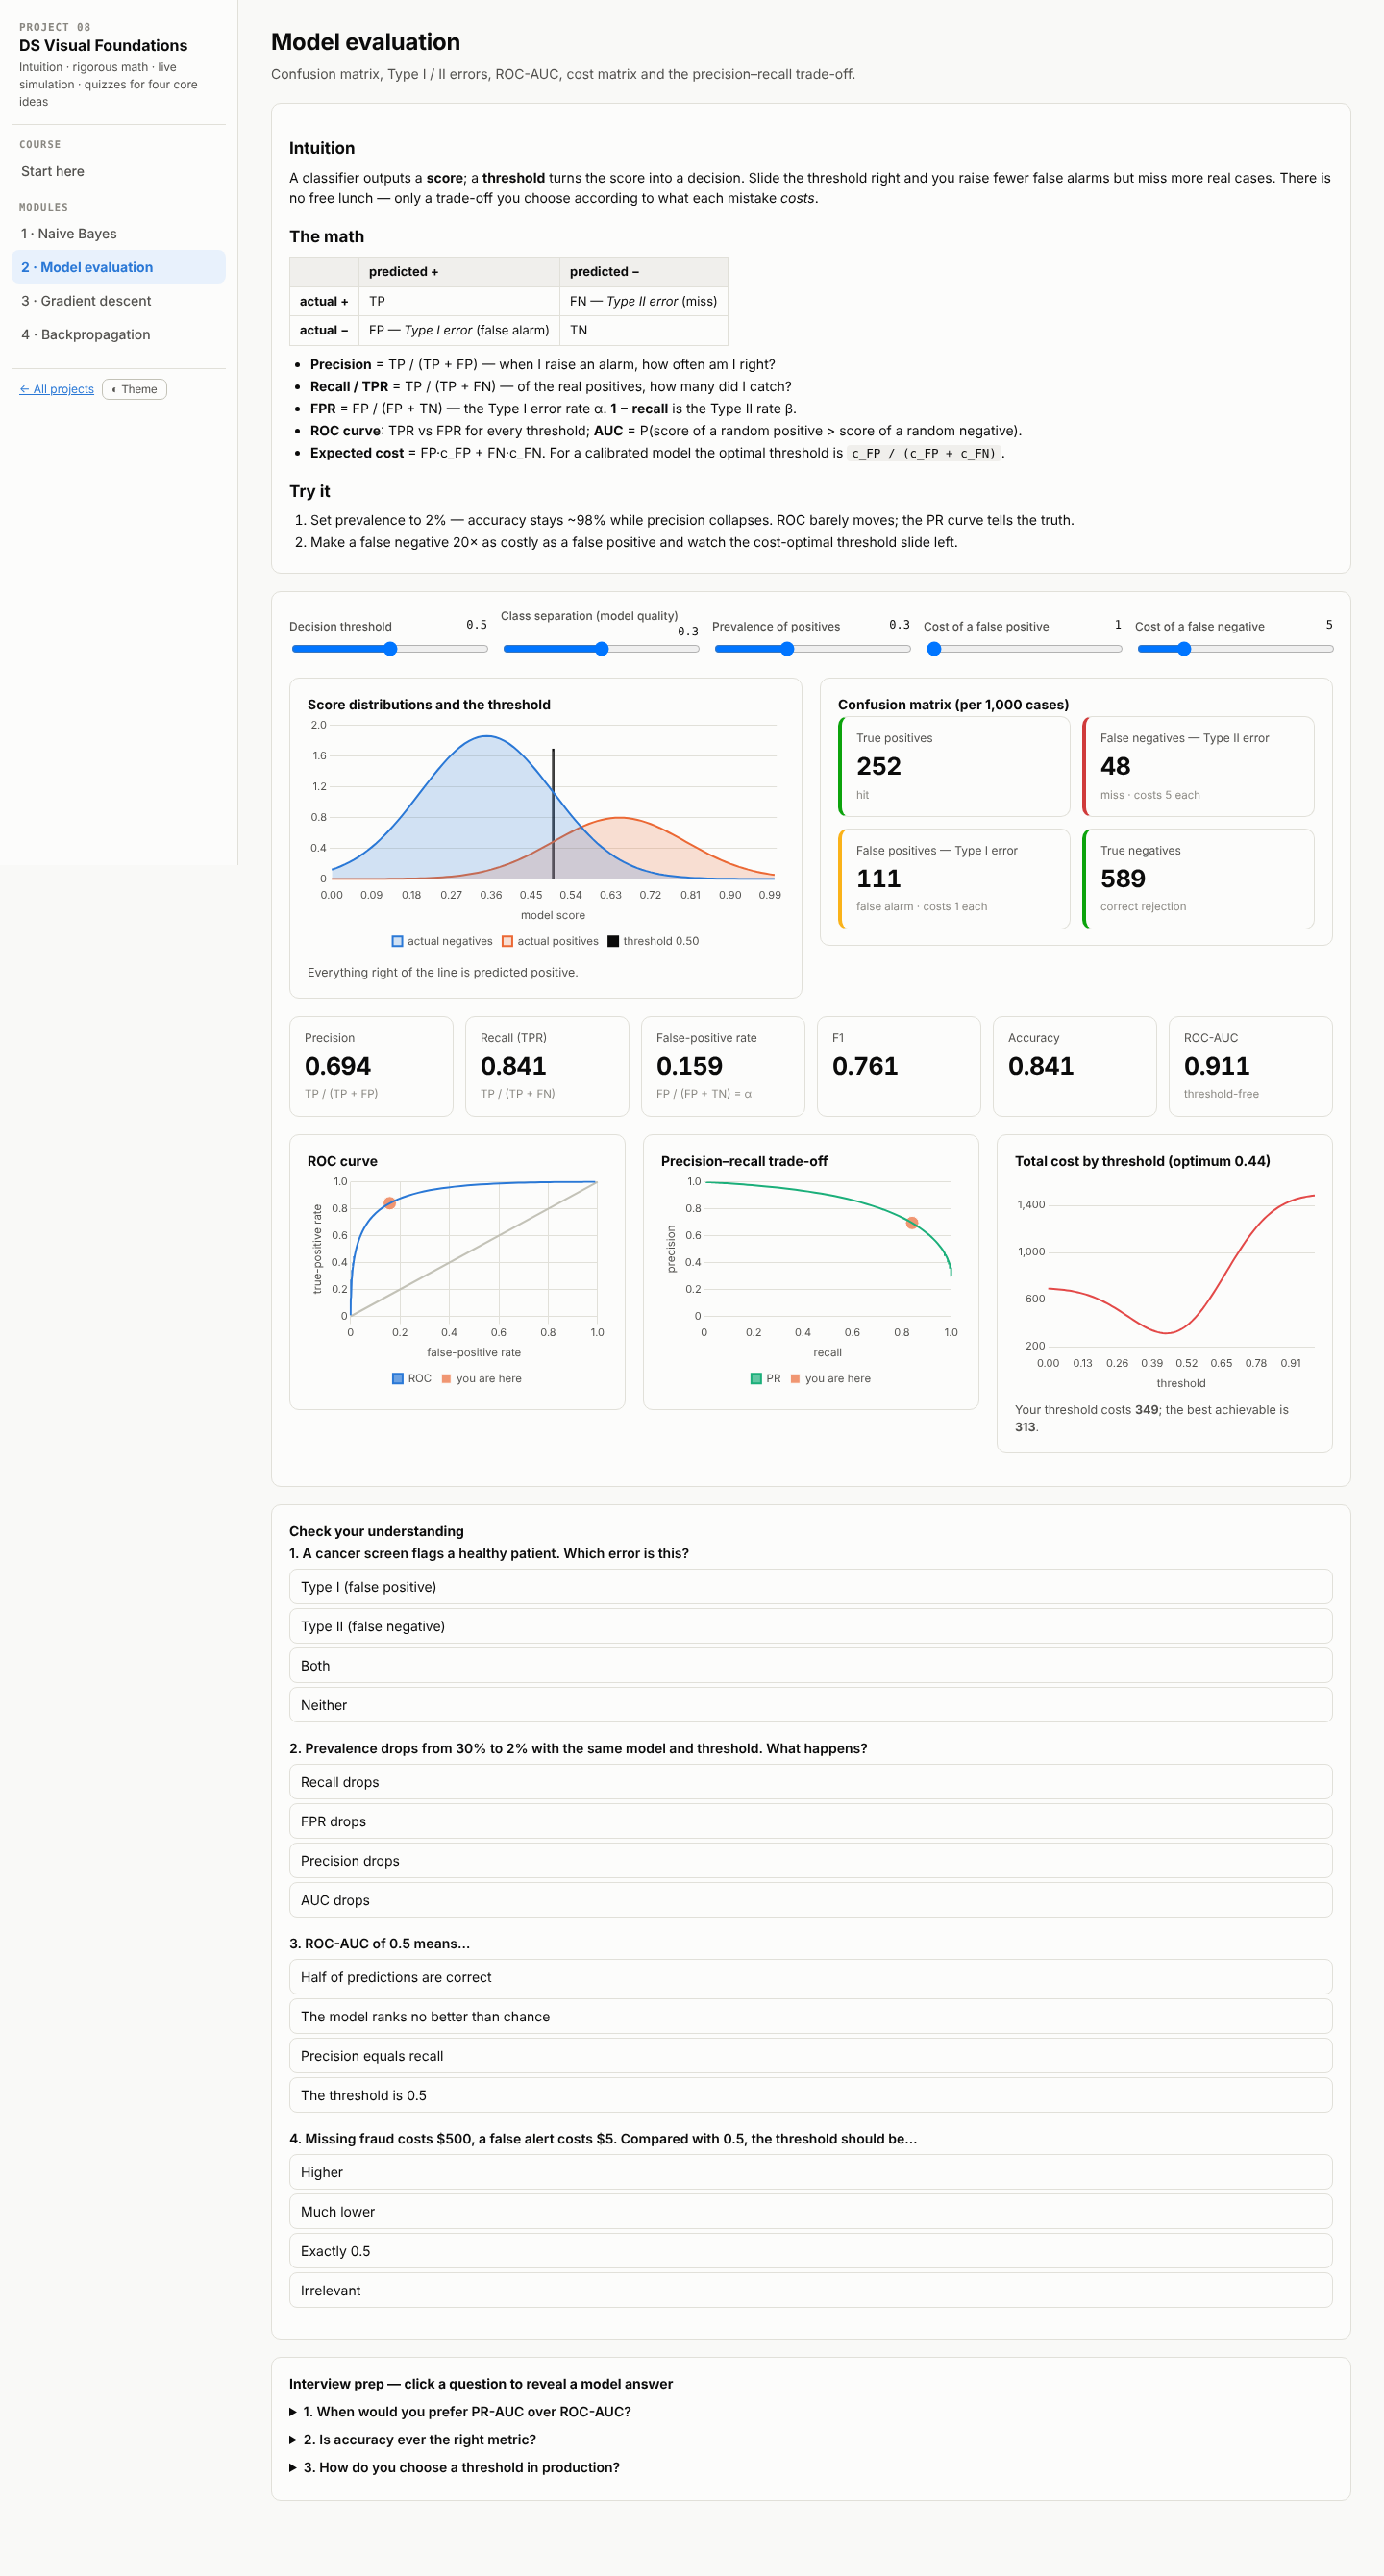 PROJECT 08
DS Visual Foundations
Intuition · rigorous math · live
simulation · quizzes for four core
ideas
COURSE
Start here
MODULES
1 · Naive Bayes
2 · Model evaluation
3 · Gradient descent
4 · Backpropagation
← All projects
Theme
Model evaluation
Confusion matrix, Type I / II errors, ROC-AUC, cost matrix and the precision–recall trade-off.
Intuition
A classifier outputs a score; a threshold turns the score into a decision. Slide the threshold right and you raise fewer false alarms but miss more real cases. There is
no free lunch — only a trade-off you choose according to what each mistake costs.
The math
predicted + predicted −
actual + TP FN — Type II error (miss)
actual − FP — Type I error (false alarm) TN
• Precision = TP / (TP + FP) — when I raise an alarm, how often am I right?
• Recall / TPR = TP / (TP + FN) — of the real positives, how many did I catch?
• FPR = FP / (FP + TN) — the Type I error rate α. 1 − recall is the Type II rate β.
• ROC curve: TPR vs FPR for every threshold; AUC = P(score of a random positive > score of a random negative).
• Expected cost = FP·c_FP + FN·c_FN. For a calibrated model the optimal threshold is c_FP / (c_FP + c_FN).
Try it
1. Set prevalence to 2% — accuracy stays ~98% while precision collapses. ROC barely moves; the PR curve tells the truth.
2. Make a false negative 20× as costly as a false positive and watch the cost-optimal threshold slide left.
Decision threshold 0.5
Class separation (model quality)
0.3
Prevalence of positives 0.3
Cost of a false positive 1
Cost of a false negative 5
Score distributions and the threshold
2.0
1.6
1.2
0.8
0.4
0
0.00 0.09 0.18 0.27 0.36 0.45 0.54 0.63 0.72 0.81 0.90 0.99
model score
actual negatives actual positives threshold 0.50
Everything right of the line is predicted positive.
Confusion matrix (per 1,000 cases)
True positives
252
hit
False negatives — Type II error
48
miss · costs 5 each
False positives — Type I error
111
false alarm · costs 1 each
True negatives
589
correct rejection
Precision
0.694
TP / (TP + FP)
Recall (TPR)
0.841
TP / (TP + FN)
False-positive rate
0.159
FP / (FP + TN) = α
F1
0.761
Accuracy
0.841
ROC-AUC
0.911
threshold-free
ROC curve
true-positive rate
1.0
0.8
0.6
0.4
0.2
0
0 0.2 0.4 0.6 0.8 1.0
false-positive rate
ROC you are here
Precision–recall trade-off
precision
1.0
0.8
0.6
0.4
0.2
0
0 0.2 0.4 0.6 0.8 1.0
recall
PR you are here
Total cost by threshold (optimum 0.44)
1,400
1,000
600
200
0.00 0.13 0.26 0.39 0.52 0.65 0.78 0.91
threshold
Your threshold costs 349; the best achievable is
313.
Check your understanding
1. A cancer screen flags a healthy patient. Which error is this?
Type I (false positive)
Type II (false negative)
Both
Neither
2. Prevalence drops from 30% to 2% with the same model and threshold. What happens?
Recall drops
FPR drops
Precision drops
AUC drops
3. ROC-AUC of 0.5 means…
Half of predictions are correct
The model ranks no better than chance
Precision equals recall
The threshold is 0.5
4. Missing fraud costs $500, a false alert costs $5. Compared with 0.5, the threshold should be…
Higher
Much lower
Exactly 0.5
Irrelevant
Interview prep — click a question to reveal a model answer
1. When would you prefer PR-AUC over ROC-AUC?
2. Is accuracy ever the right metric?
3. How do you choose a threshold in production?